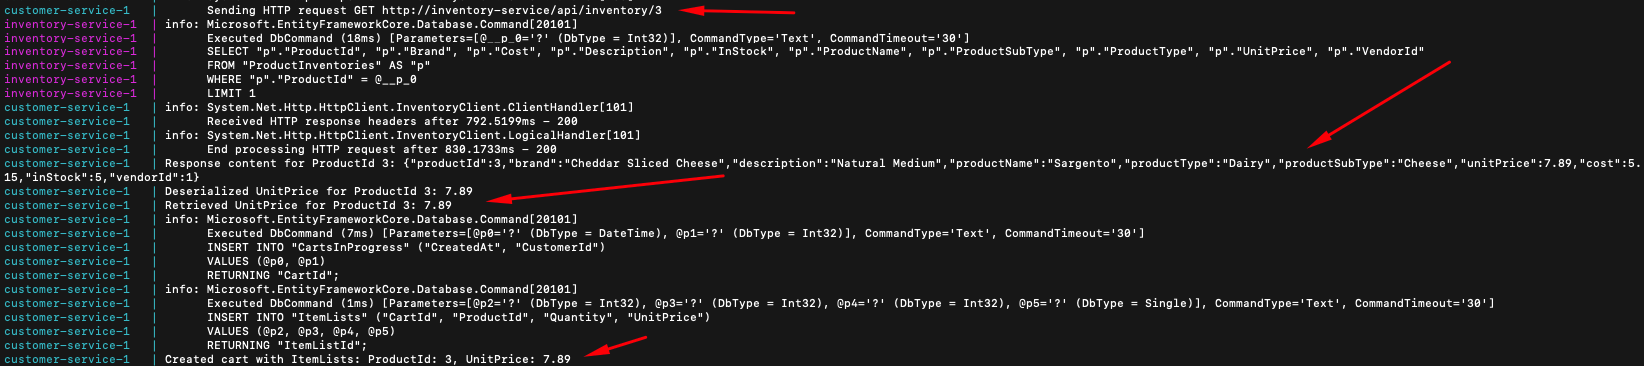 customer-service-1 | Sending HTTP request GET http://inventory-service/api/inventory/3
inventory-service-1 | info: Microsoft.EntityFrameworkCore.Database.Command[20101]
inventory-service-1 | Executed DbCommand (18ms) [Parameters=[@__p_0='?' (DbType = Int32)], CommandType='Text', CommandTimeout='30']
inventory-service-1 | SELECT "p"."ProductId", "p"."Brand", "p"."Cost", "p"."Description", "p"."InStock", "p"."ProductName", "p"."ProductSubType", "p"."ProductType", "p"."UnitPrice", "p"."VendorId"
inventory-service-1 | FROM "ProductInventories" AS "p"
inventory-service-1 | WHERE "p"."ProductId" = @__p_0
inventory-service-1 | LIMIT 1
customer-service-1 | info: System.Net.Http.HttpClient.InventoryClient.ClientHandler[101]
customer-service-1 | Received HTTP response headers after 792.5199ms - 200
customer-service-1 | info: System.Net.Http.HttpClient.InventoryClient.LogicalHandler[101]
customer-service-1 | End processing HTTP request after 830.1733ms - 200
customer-service-1 | Response content for ProductId 3: {"productId":3,"brand":"Cheddar Sliced Cheese","description":"Natural Medium","productName":"Sargento","productType":"Dairy","productSubType":"Cheese","unitPrice":7.89,"cost":5.
15,"inStock":5,"vendorId":1}
customer-service-1 | Deserialized UnitPrice for ProductId 3: 7.89
customer-service-1 | Retrieved UnitPrice for ProductId 3: 7.89
customer-service-1 | info: Microsoft.EntityFrameworkCore.Database.Command[20101]
customer-service-1 | Executed DbCommand (7ms) [Parameters=[@p0='?' (DbType = DateTime), @p1='?' (DbType = Int32)], CommandType='Text', CommandTimeout='30']
customer-service-1 | INSERT INTO "CartsInProgress" ("CreatedAt", "CustomerId")
customer-service-1 | VALUES (@p0, @p1)
customer-service-1 | RETURNING "CartId";
customer-service-1 | info: Microsoft.EntityFrameworkCore.Database.Command[20101]
customer-service-1 | Executed DbCommand (1ms) [Parameters=[@p2='?' (DbType = Int32), @p3='?' (DbType = Int32), @p4='?' (DbType = Int32), @p5='?' (DbType = Single)], CommandType='Text', CommandTimeout='30']
customer-service-1 | INSERT INTO "ItemLists" ("CartId", "ProductId", "Quantity", "UnitPrice")
customer-service-1 | VALUES (@p2, @p3, @p4, @p5)
customer-service-1 | RETURNING "ItemListId";
customer-service-1 | Created cart with ItemLists: ProductId: 3, UnitPrice: 7.89